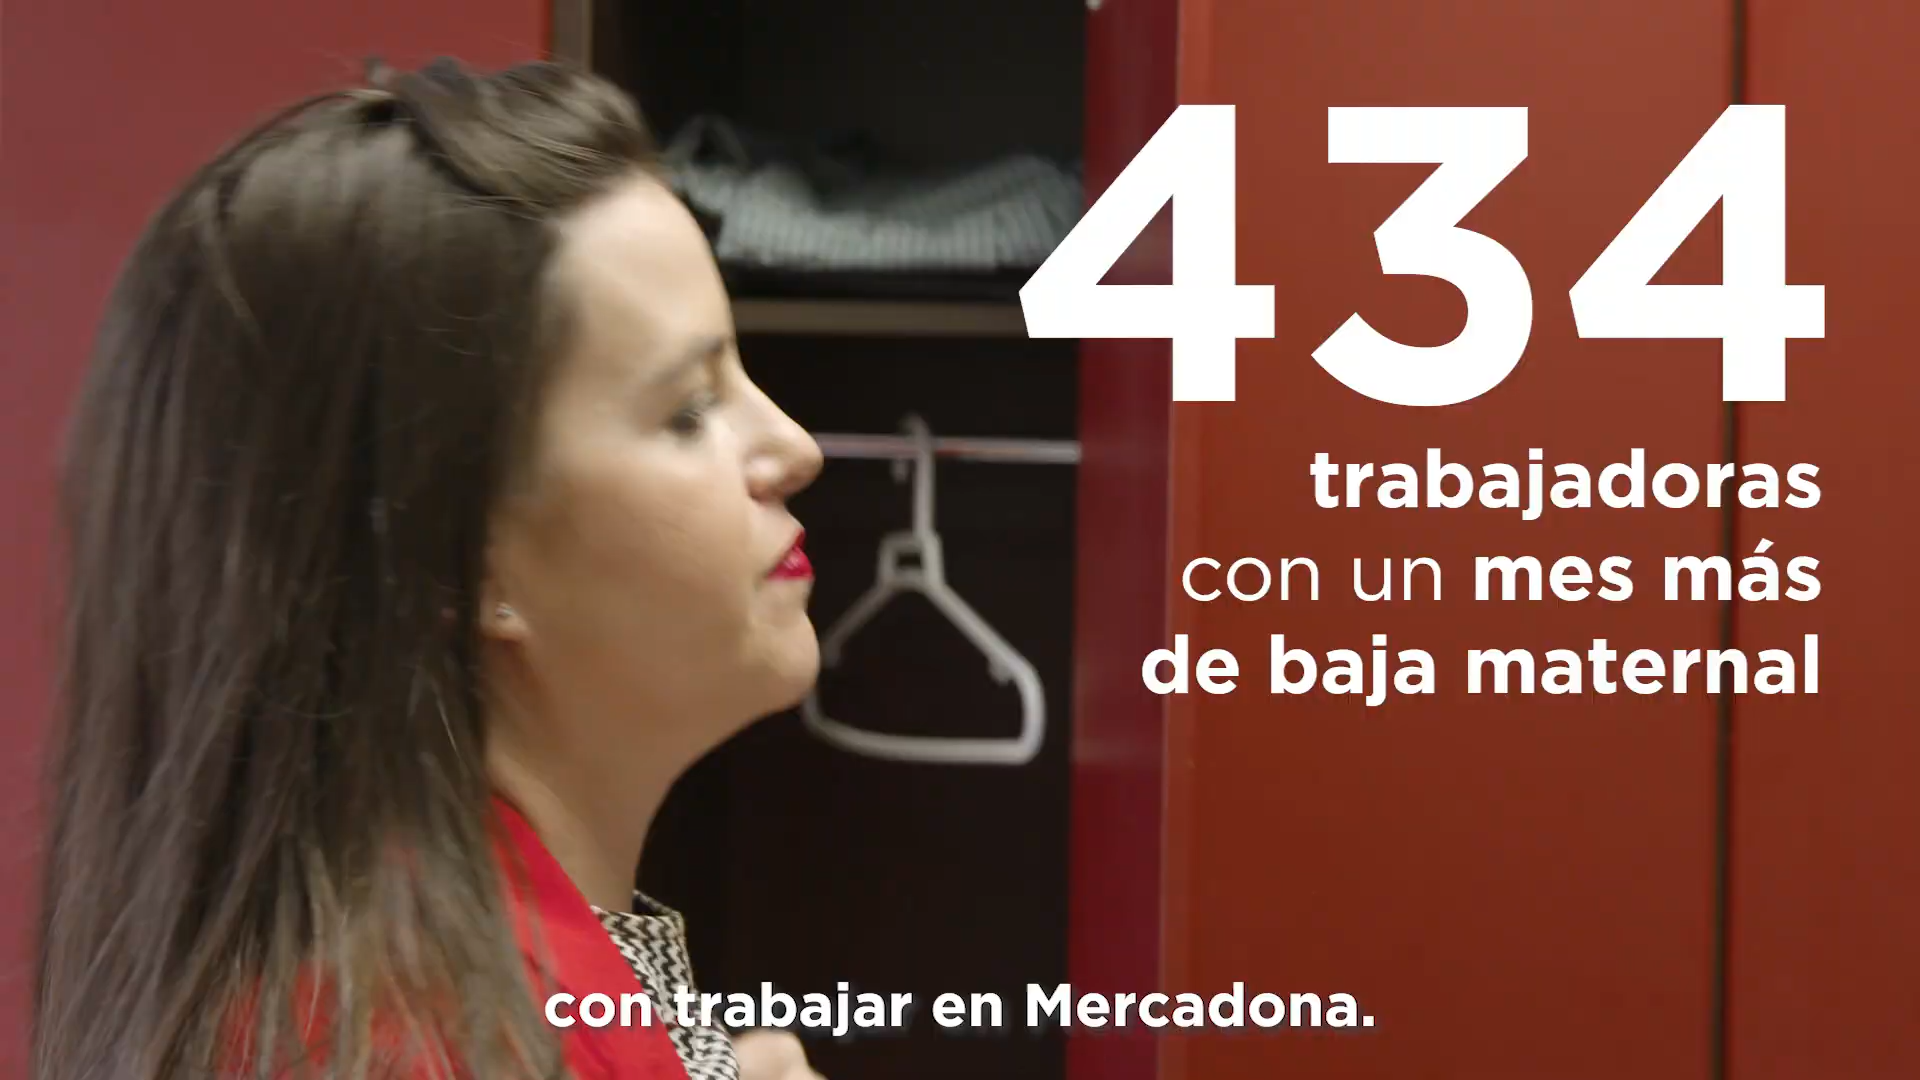 434
trabajadoras
con un mes más
de baja maternal
con trabajar en Mercadona.